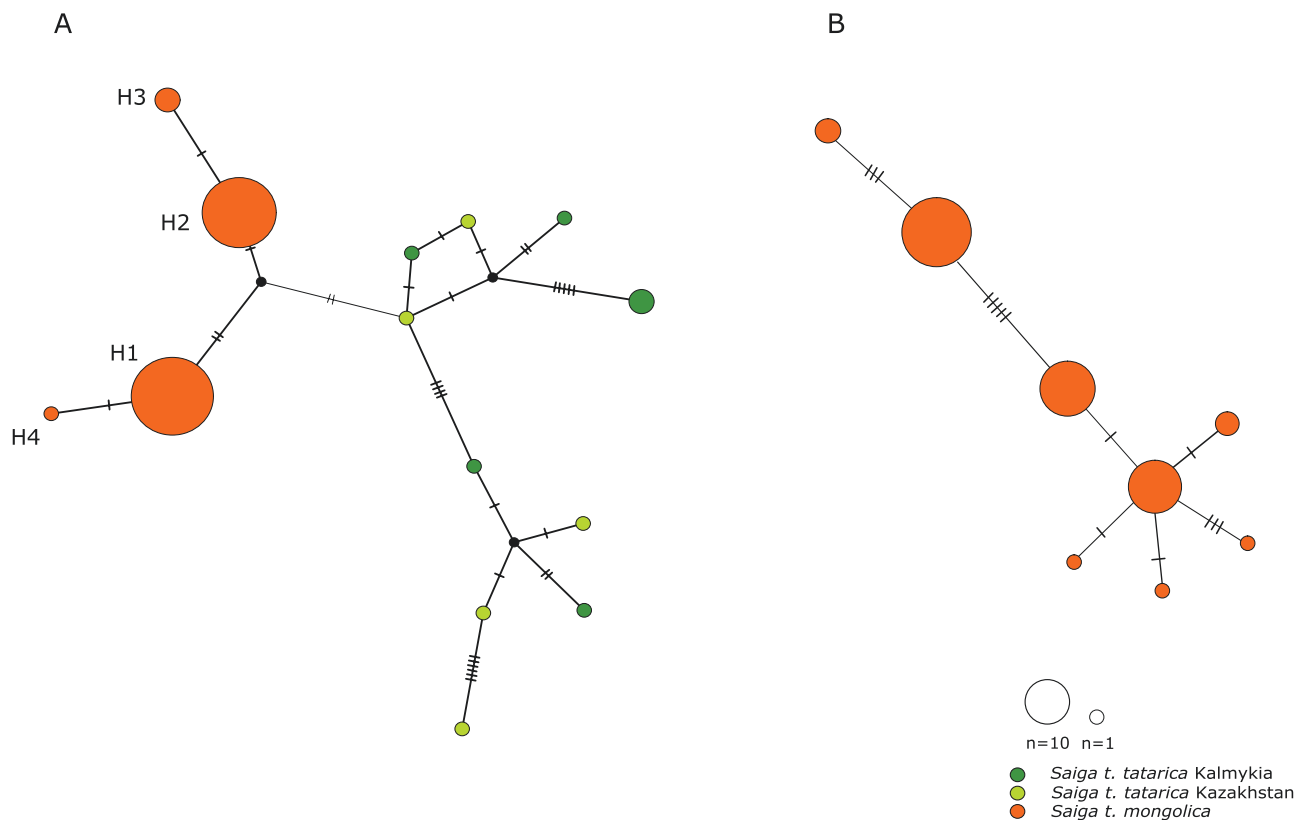 A
B
H3
H2
H1
H4
n=10 n=1
Saiga t. tatarica Kalmykia
Saiga t. tatarica Kazakhstan
Saiga t. mongolica